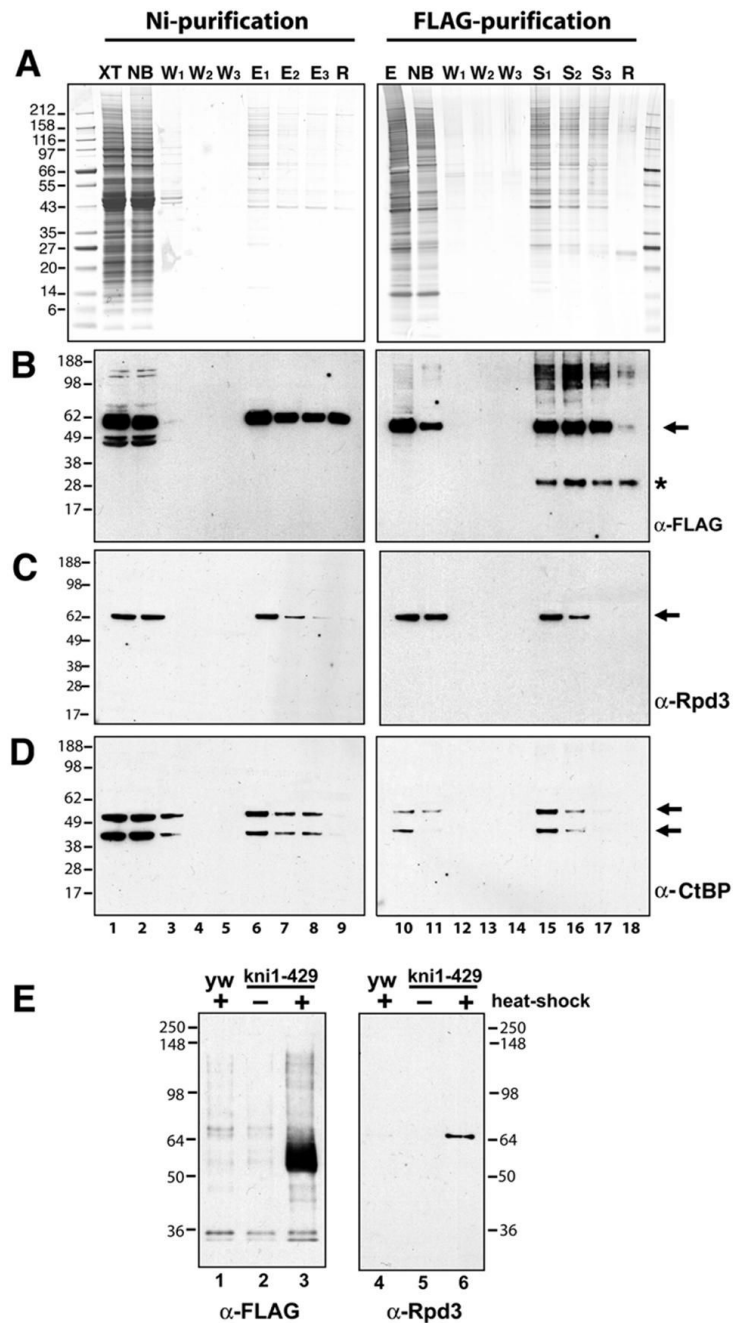 Ni-purification FLAG-purification
A
XT NB W1 W2 W3 E1 E2 E3 R E NB W1 W2 W3 S1 S2 S3 R
212
158
116
97
66
55
43
35
27
20
14
6
B
188
98
62
49
38
28
17
*
α-FLAG
C
188
98
62
49
38
28
17
α-Rpd3
D
188
98
62
49
38
28
17
α-CtBP
1 2 3 4 5 6 7 8 9 10 11 12 13 14 15 16 17 18
E
yw kni1-429 yw kni1-429
+ − + + − + heat-shock
250 250
148 148
98 98
64 64
50 50
36 36
1 2 3 4 5 6
α-FLAG α-Rpd3